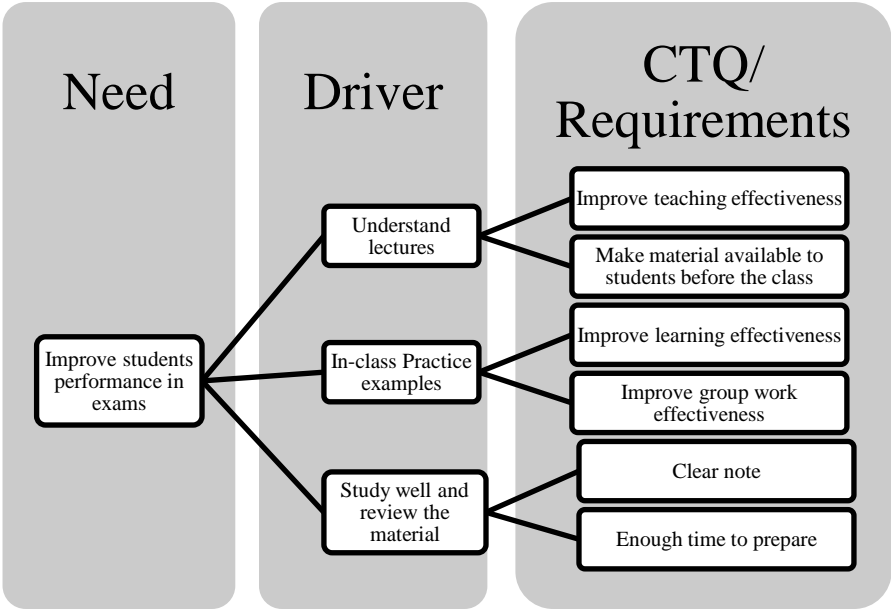 Need
Driver
CTQ/
Requirements
Improve students
performance in
exams
Understand
lectures
In-class Practice
examples
Study well and
review the
material
Improve teaching effectiveness
Make material available to
students before the class
Improve learning effectiveness
Improve group work
effectiveness
Clear note
Enough time to prepare